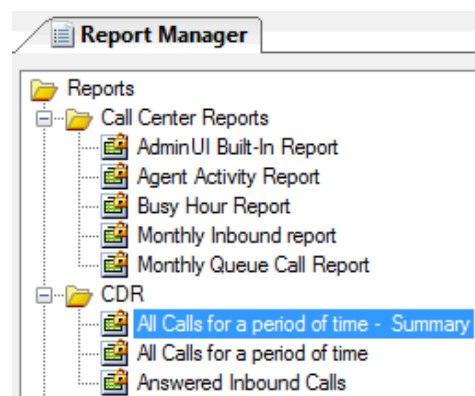 Report Manager
Reports
Call Center Reports
AdminUI Built-In Report
Agent Activity Report
Busy Hour Report
Monthly Inbound report
Monthly Queue Call Report
CDR
All Calls for a period of time -  Summary
All Calls for a period of time
Answered Inbound Calls